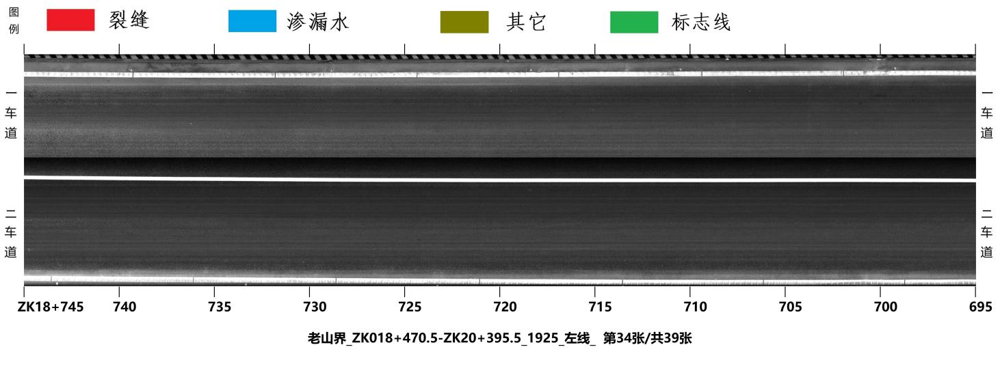 图例 裂缝 渗漏水 其它 标志线
一车道 一车道
二车道 二车道
ZK18+745 740 735 730 725 720 715 710 705 700 695
老山界_ZK018+470.5-ZK20+395.5_1925_左线_ 第34张/共39张